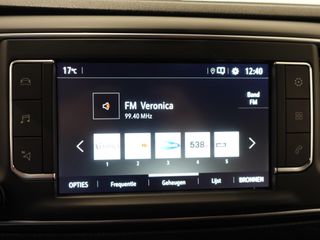 17°C
12:40
FM Veronica
99.40 MHz
Band
FM
538
1 2 3 4 5
OPTIES Frequentie Geheugen Lijst BRONNEN